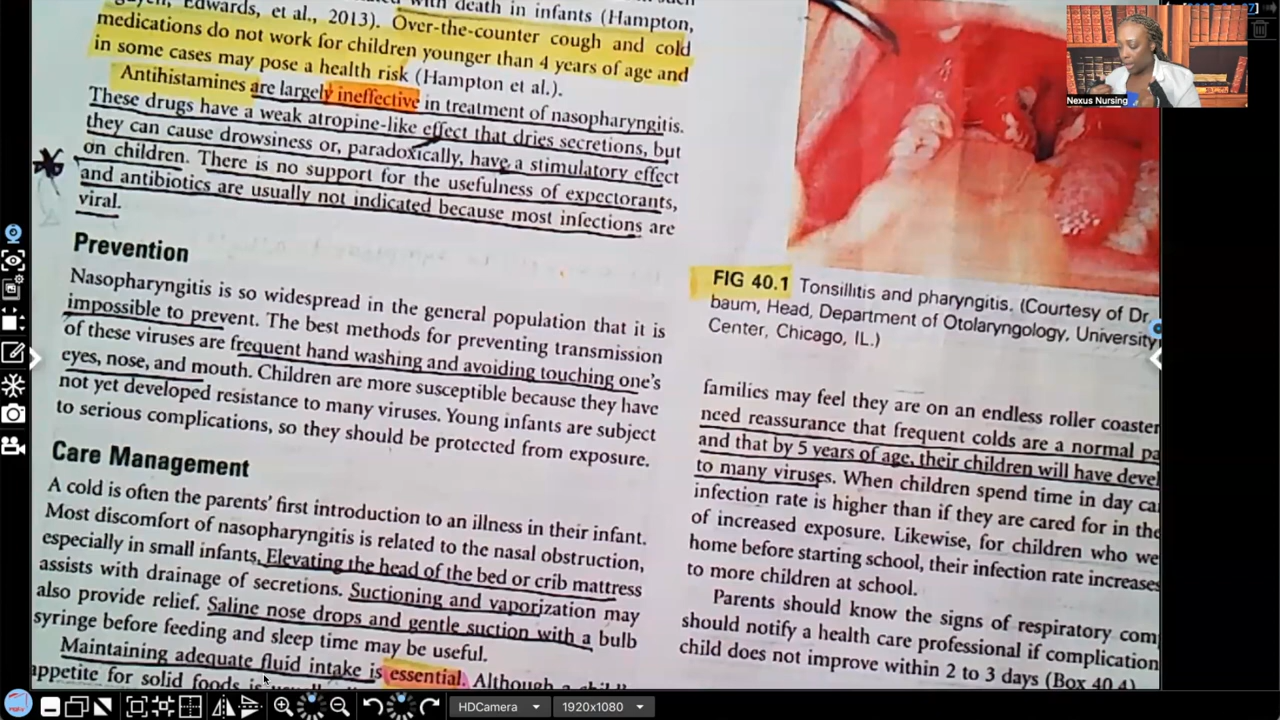 Edwards, et al., 2013). Over-the-counter cough and cold
medications do not work for children younger than 4 years of age and
in some cases may pose a health risk (Hampton et al.).
Antihistamines are largely ineffective in treatment of nasopharyngitis.
These drugs have a weak atropine-like effect that dries secretions, but
they can cause drowsiness or, paradoxically, have a stimulatory effect
on children. There is no support for the usefulness of expectorants,
and antibiotics are usually not indicated because most infections are
viral.
Prevention
Nasopharyngitis is so widespread in the general population that it is
impossible to prevent. The best methods for preventing transmission
of these viruses are frequent hand washing and avoiding touching one's
eyes, nose, and mouth. Children are more susceptible because they have
not yet developed resistance to many viruses. Young infants are subject
to serious complications, so they should be protected from exposure.
Care Management
A cold is often the parents' first introduction to an illness in their infant.
Most discomfort of nasopharyngitis is related to the nasal obstruction,
especially in small infants. Elevating the head of the bed or crib mattress
assists with drainage of secretions. Suctioning and vaporization may
also provide relief. Saline nose drops and gentle suction with a bulb
syringe before feeding and sleep time may be useful.
Maintaining adequate fluid intake is essential. Although a child's
appetite for solid foods is
with death in infants (Hampton,
FIG 40.1 Tonsillitis and pharyngitis. (Courtesy of Dr.
baum, Head, Department of Otolaryngology, University
Center, Chicago, IL.)
families may feel they are on an endless roller coaster
need reassurance that frequent colds are a normal pa
and that by 5 years of age, their children will have devel
to many viruses. When children spend time in day ca
infection rate is higher than if they are cared for in the
of increased exposure. Likewise, for children who we
home before starting school, their infection rate increases
to more children at school.
Parents should know the signs of respiratory com
should notify a health care professional if complication
child does not improve within 2 to 3 days (Box 40.4)
Nexus Nursing
HDCamera
1920x1080